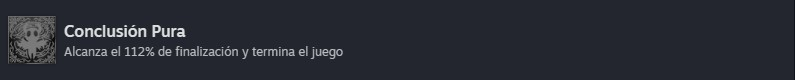 Conclusión Pura
Alcanza el 112% de finalización y termina el juego